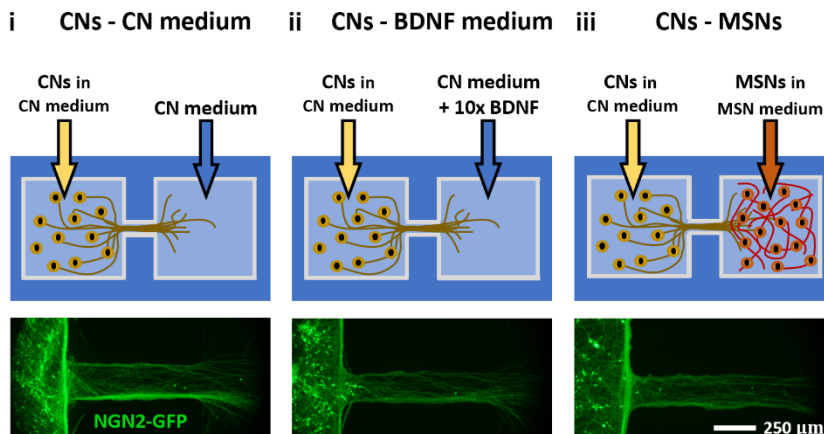 i CNs - CN medium
CNs in
CN medium
CN medium
NGN2-GFP
ii CNs - BDNF medium
CNs in
CN medium
CN medium
+ 10x BDNF
iii CNs - MSNs
CNs in
CN medium
MSNs in
MSN medium
250 μm